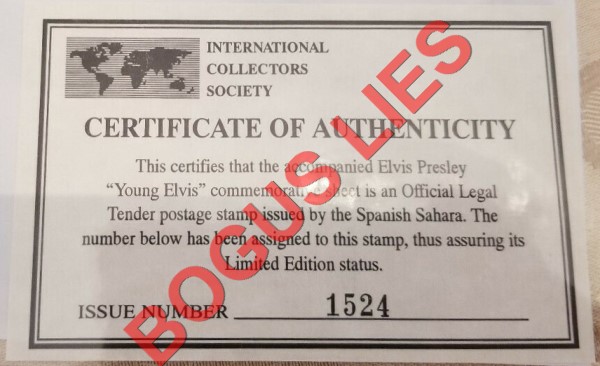 INTERNATIONAL
COLLECTORS
SOCIETY
CERTIFICATE OF AUTHENTICITY
This certifies that the accompanied Elvis Presley
“Young Elvis” commemorative sheet is an Official Legal
Tender postage stamp issued by the Spanish Sahara. The
number below has been assigned to this stamp, thus assuring its
Limited Edition status.
ISSUE NUMBER 1524
BOGUS LIES